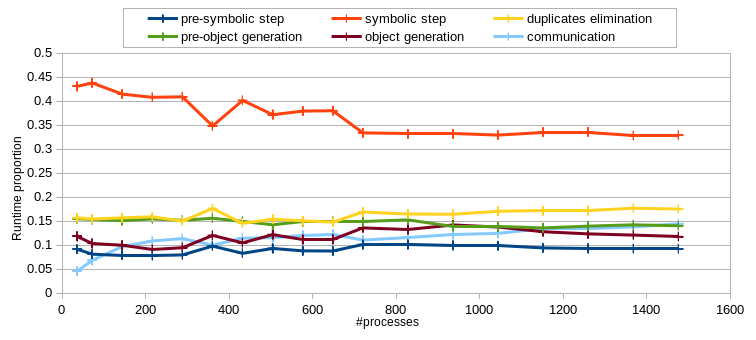 pre-symbolic step symbolic step duplicates elimination
pre-object generation object generation communication
0.5
0.45
0.4
0.35
0.3
0.25
0.2
0.15
0.1
0.05
0
Runtime proportion
0 200 400 600 800 1000 1200 1400 1600
#processes